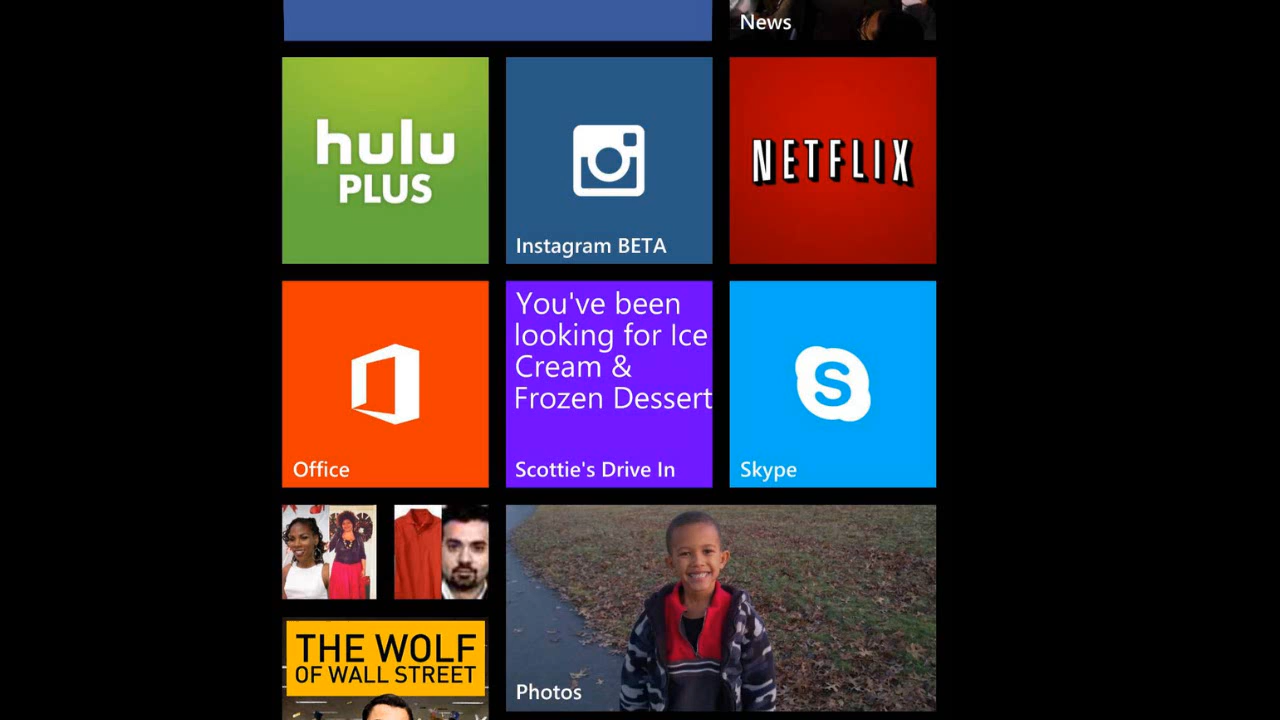 News
hulu
PLUS
Instagram BETA
NETFLIX
You've been
looking for Ice
Cream &
Frozen Dessert
Office
Scottie's Drive In
S
Skype
Photos
THE WOLF
OF WALL STREET